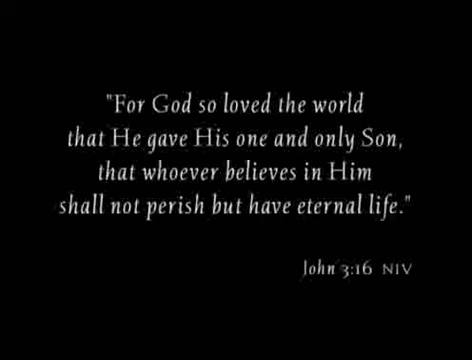 "For God so loved the world
that He gave His one and only Son,
that whoever believes in Him
shall not perish but have eternal life."
John 3:16 NIV